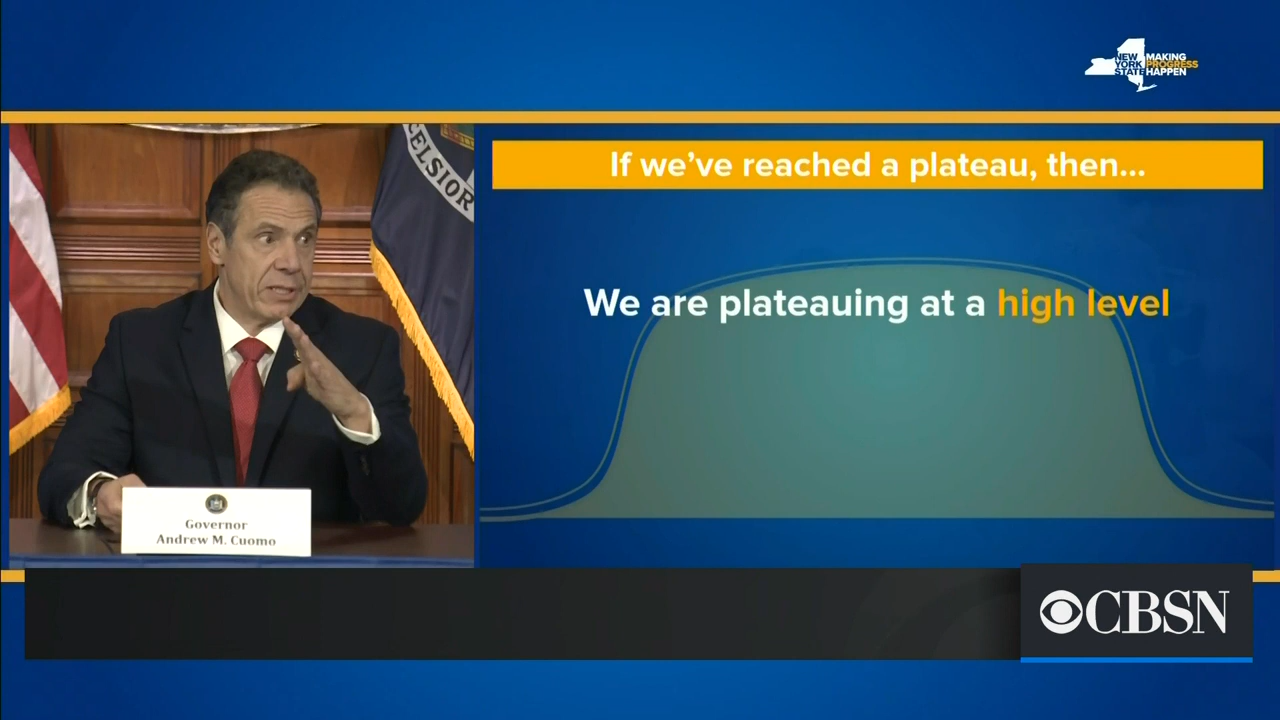 NEW
YORK
STATE
MAKING
PROGRESS
HAPPEN
ELSIOR
If we’ve reached a plateau, then...
We are plateauing at a high level
Governor
Andrew M. Cuomo
CBSN